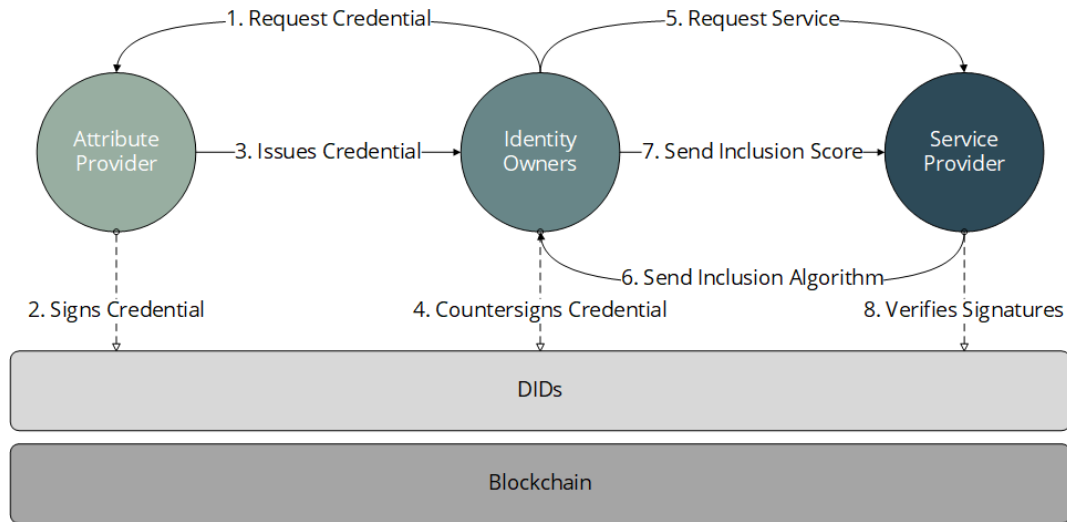 1. Request Credential
5. Request Service
Attribute
Provider
3. Issues Credential
Identity
Owners
7. Send Inclusion Score
Service
Provider
6. Send Inclusion Algorithm
2. Signs Credential
4. Countersigns Credential
8. Verifies Signatures
DIDs
Blockchain